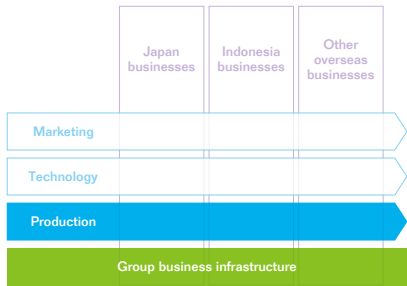 Japan
businesses
Indonesia
businesses
Other
overseas
businesses
Marketing
Technology
Production
Group business infrastructure